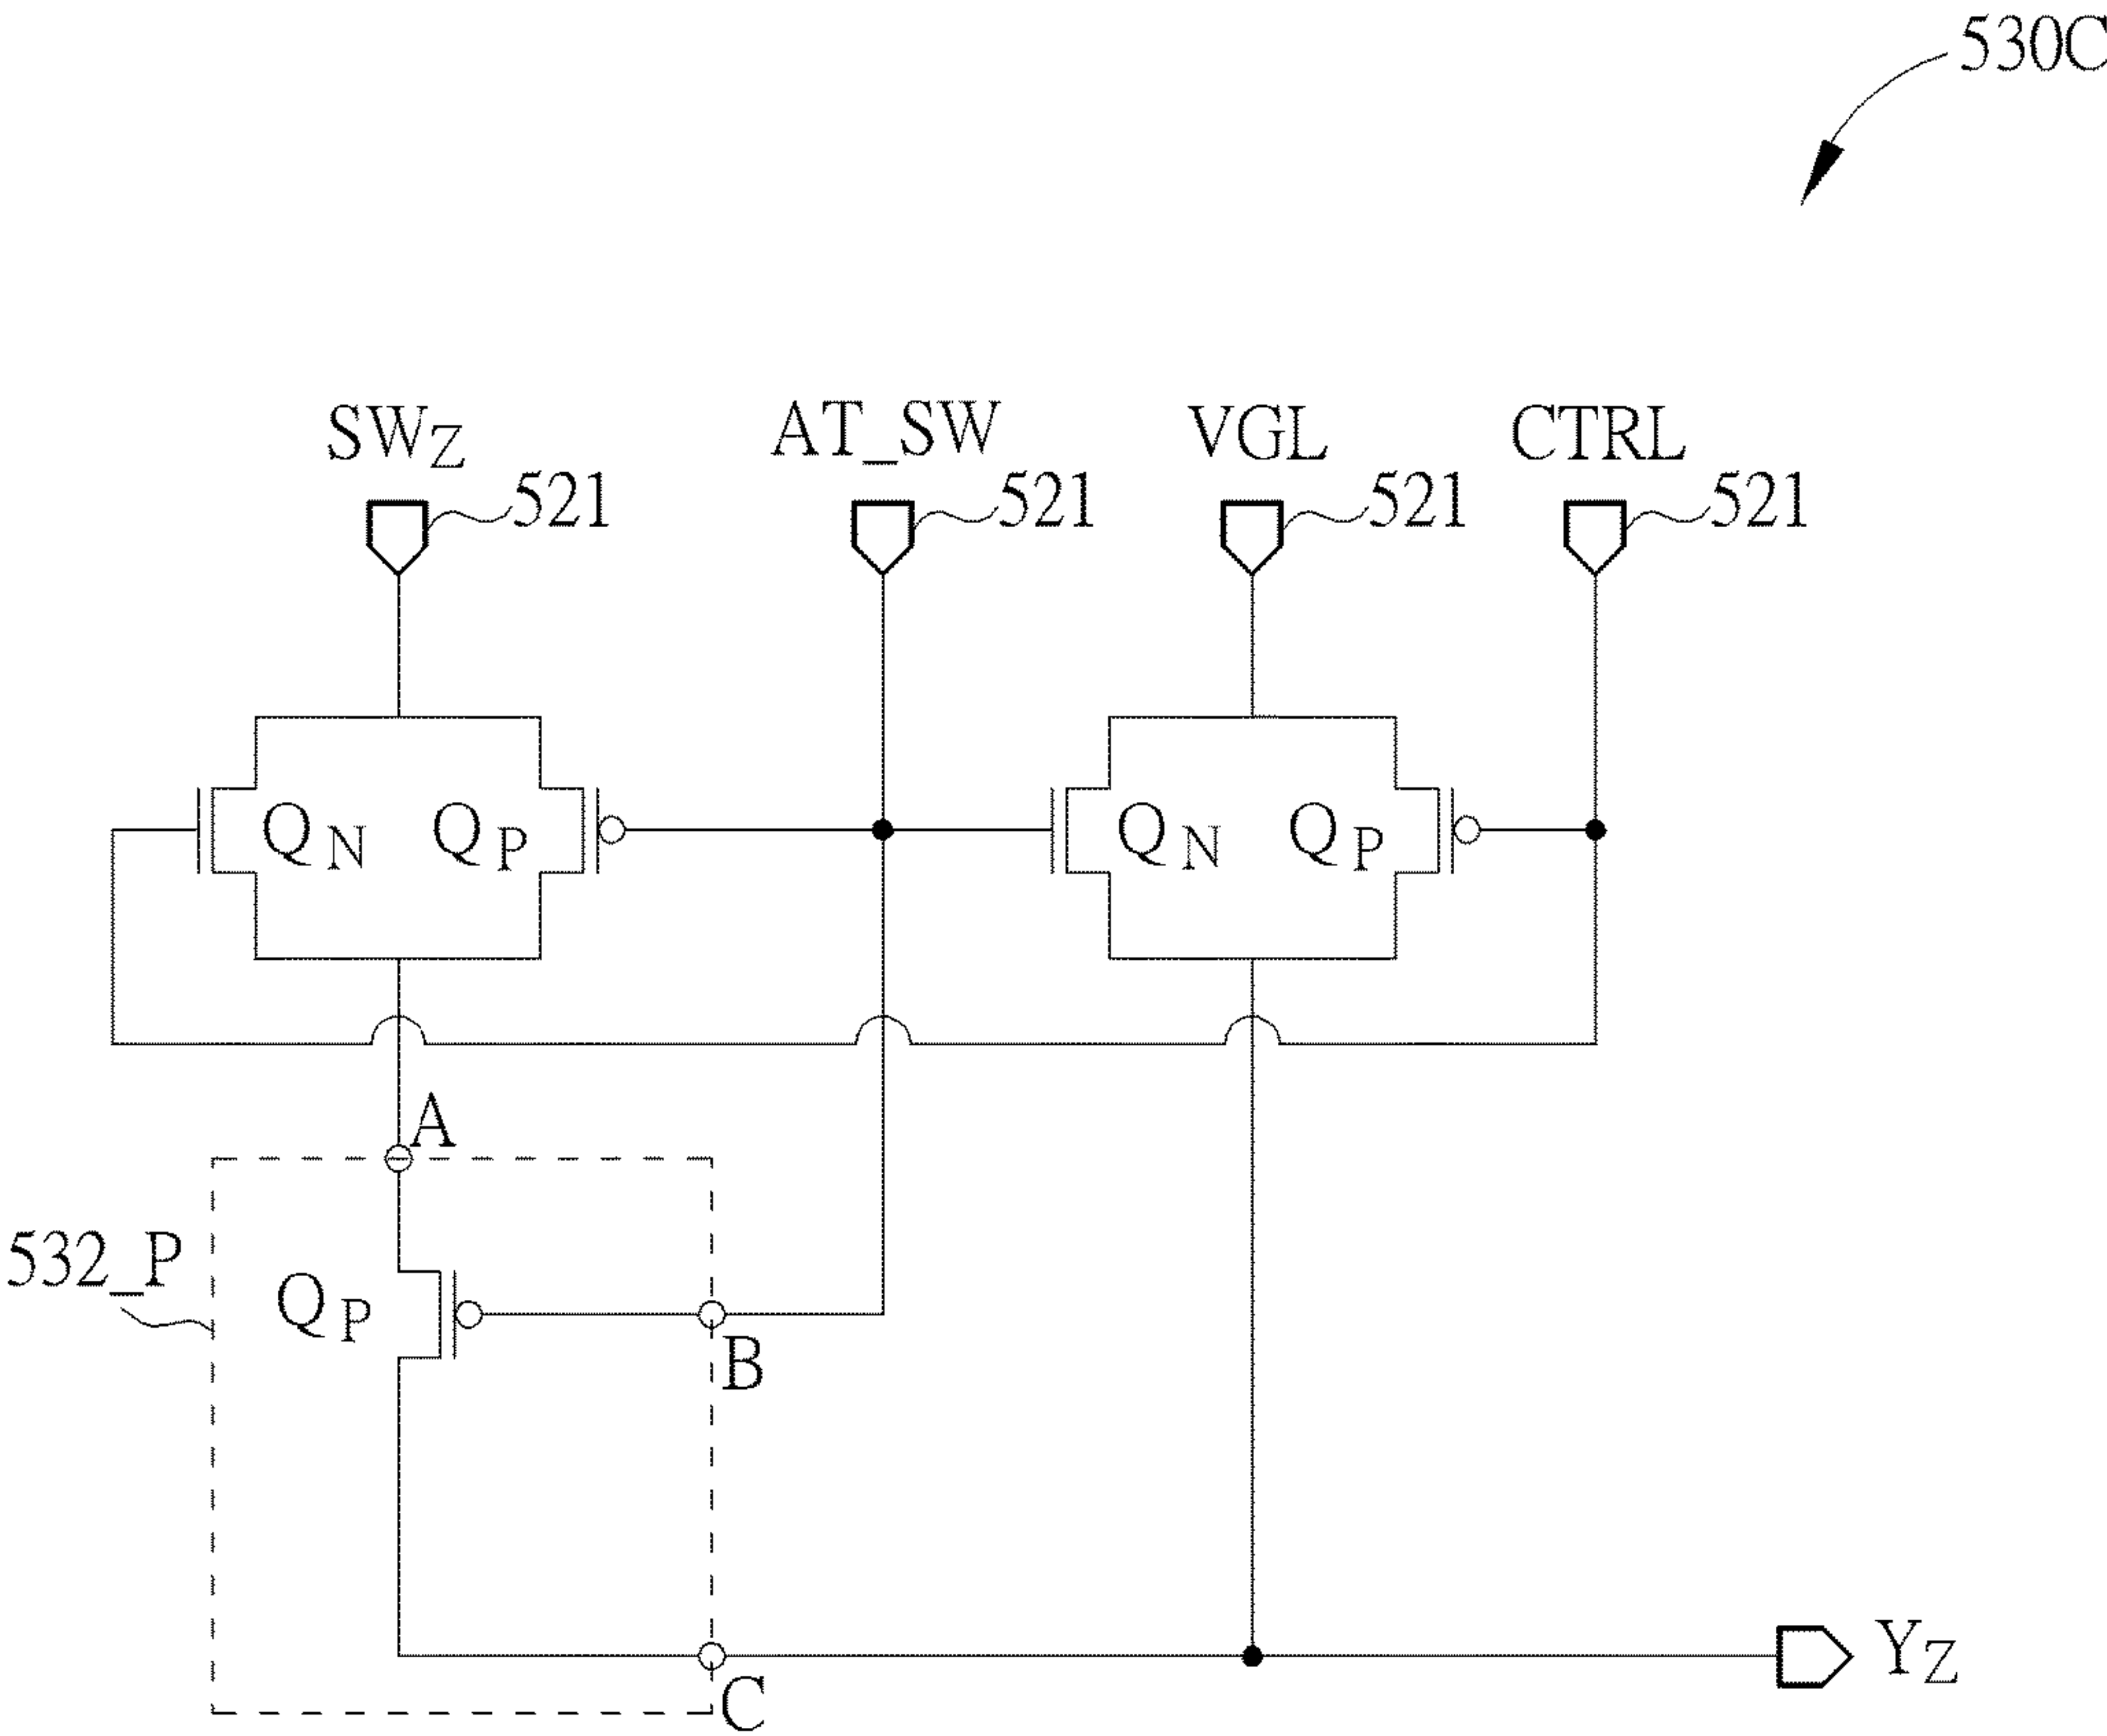 530C
SWZ AT_SW VGL CTRL
521 521 521 521
QN QP QN QP
A
532_P
QP
B
YZ
C